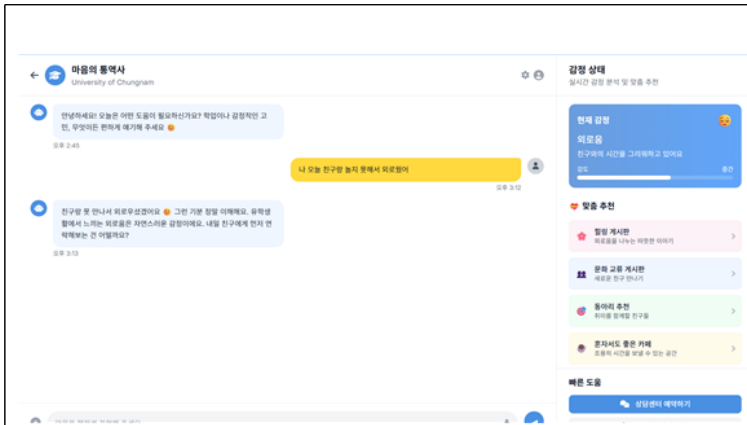 마음의 통역사
University of Chungnam
안녕하세요! 오늘은 어떤 도움이 필요하신가요? 학업이나 감정적인 고
민, 무엇이든 편하게 얘기해 주세요 😊
오후 2:45
나 오늘 친구랑 놀지 못해서 외로웠어
오후 3:12
친구랑 못 만나서 외로우셨겠어요 😊 그런 기분 정말 이해해요. 유학생
활에서 느끼는 외로움은 자연스러운 감정이에요. 내일 친구에게 먼저 연
락해보는 건 어떨까요?
오후 3:13
감정 상태
실시간 감정 분석 및 맞춤 추천
현재 감정
외로움
친구와의 시간을 그리워하고 있어요
강도
중간
맞춤 추천
힐링 게시판
외로움을 나누는 따뜻한 이야기
문화 교류 게시판
새로운 친구 만나기
동아리 추천
취미를 함께할 친구들
혼자서도 좋은 카페
조용히 시간을 보낼 수 있는 공간
빠른 도움
상담센터 예약하기